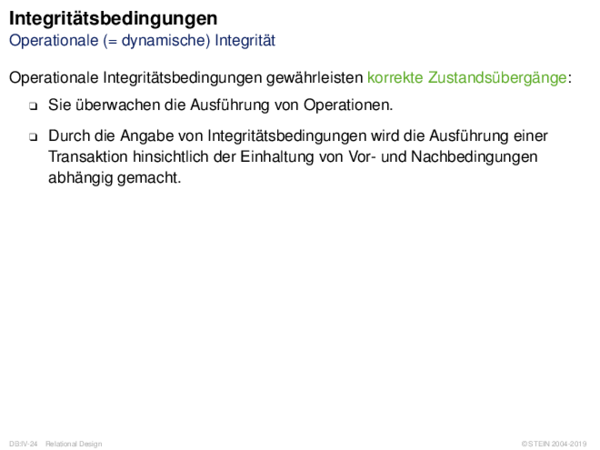 Integritätsbedingungen
Operationale (= dynamische) Integrität
Operationale Integritätsbedingungen gewährleisten korrekte Zustandsübergänge:
❑ Sie überwachen die Ausführung von Operationen.
❑ Durch die Angabe von Integritätsbedingungen wird die Ausführung einer
Transaktion hinsichtlich der Einhaltung von Vor- und Nachbedingungen
abhängig gemacht.
DB:IV-24 Relational Design © STEIN 2004-2019